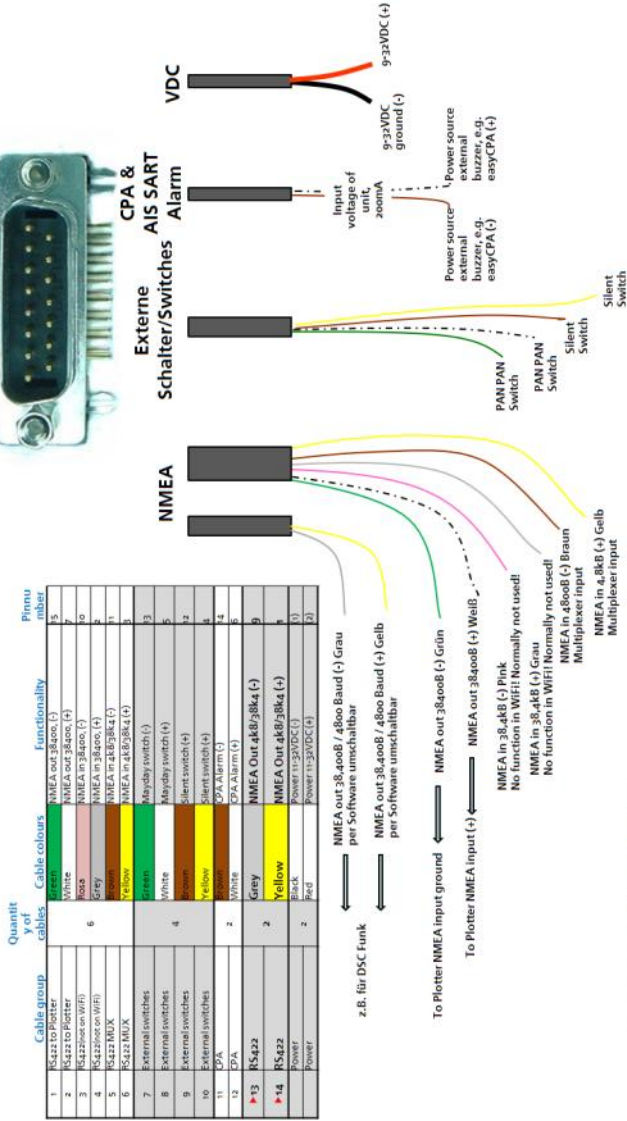 Quantit
y of
cables
Pinnu
mber
Cable group Cable colours Functionality
1 RS422 to Plotter 6 Green NMEA out 38400, (-) 15
2 RS422 to Plotter White NMEA out 38400, (+) 7
3 RS422(not on WiFi) Rosa NMEA in 38400, (-) 10
4 RS422(not on WiFi) Grey NMEA in 38400, (+) 2
5 RS422 MUX Brown NMEA in 4k8/38k4 (-) 11
6 RS422 MUX Yellow NMEA in 4k8/38k4 (+) 3
7 External switches 4 Green Mayday switch (-) 13
8 External switches White Mayday switch (+) 5
9 External switches Brown Silent switch (+) 12
10 External switches Yellow Silent switch (+) 4
11 CPA 2 Brown CPA Alarm (-) 14
12 CPA White CPA Alarm (+) 6
13 RS422 2 Grey NMEA Out 4k8/38k4 (-) 9
14 RS422 Yellow NMEA Out 4k8/38k4 (+) 1
Power 2 Black Power 11-32VDC (-) (1)
Power Red Power 11-32VDC (+) (2)
NMEA
Externe
Schalter/Switches
CPA &
AIS SART
Alarm
VDC
z.B. für DSC Funk
NMEA out 38,400B / 4800 Baud (-) Grau
per Software umschaltbar
NMEA out 38,400B / 4800 Baud (+) Gelb
per Software umschaltbar
To Plotter NMEA input ground
NMEA out 38400B (-) Grün
To Plotter NMEA input (+)
NMEA out 38400B (+) Weiß
NMEA in 38,4kB (-) Pink
No function in WiFi! Normally not used!
NMEA in 38,4kB (+) Grau
No function in WiFi! Normally not used!
NMEA in 4800B (-) Braun
Multiplexer input
NMEA in 4,8kB (+) Gelb
Multiplexer input
PAN PAN
Switch
PAN PAN
Switch
Silent
Switch
Silent
Switch
Input
voltage of
unit,
200mA
Power source
external
buzzer, e.g.
easyCPA (-)
Power source
external
buzzer, e.g.
easyCPA (+)
9-32VDC
ground (-)
9-32VDC (+)